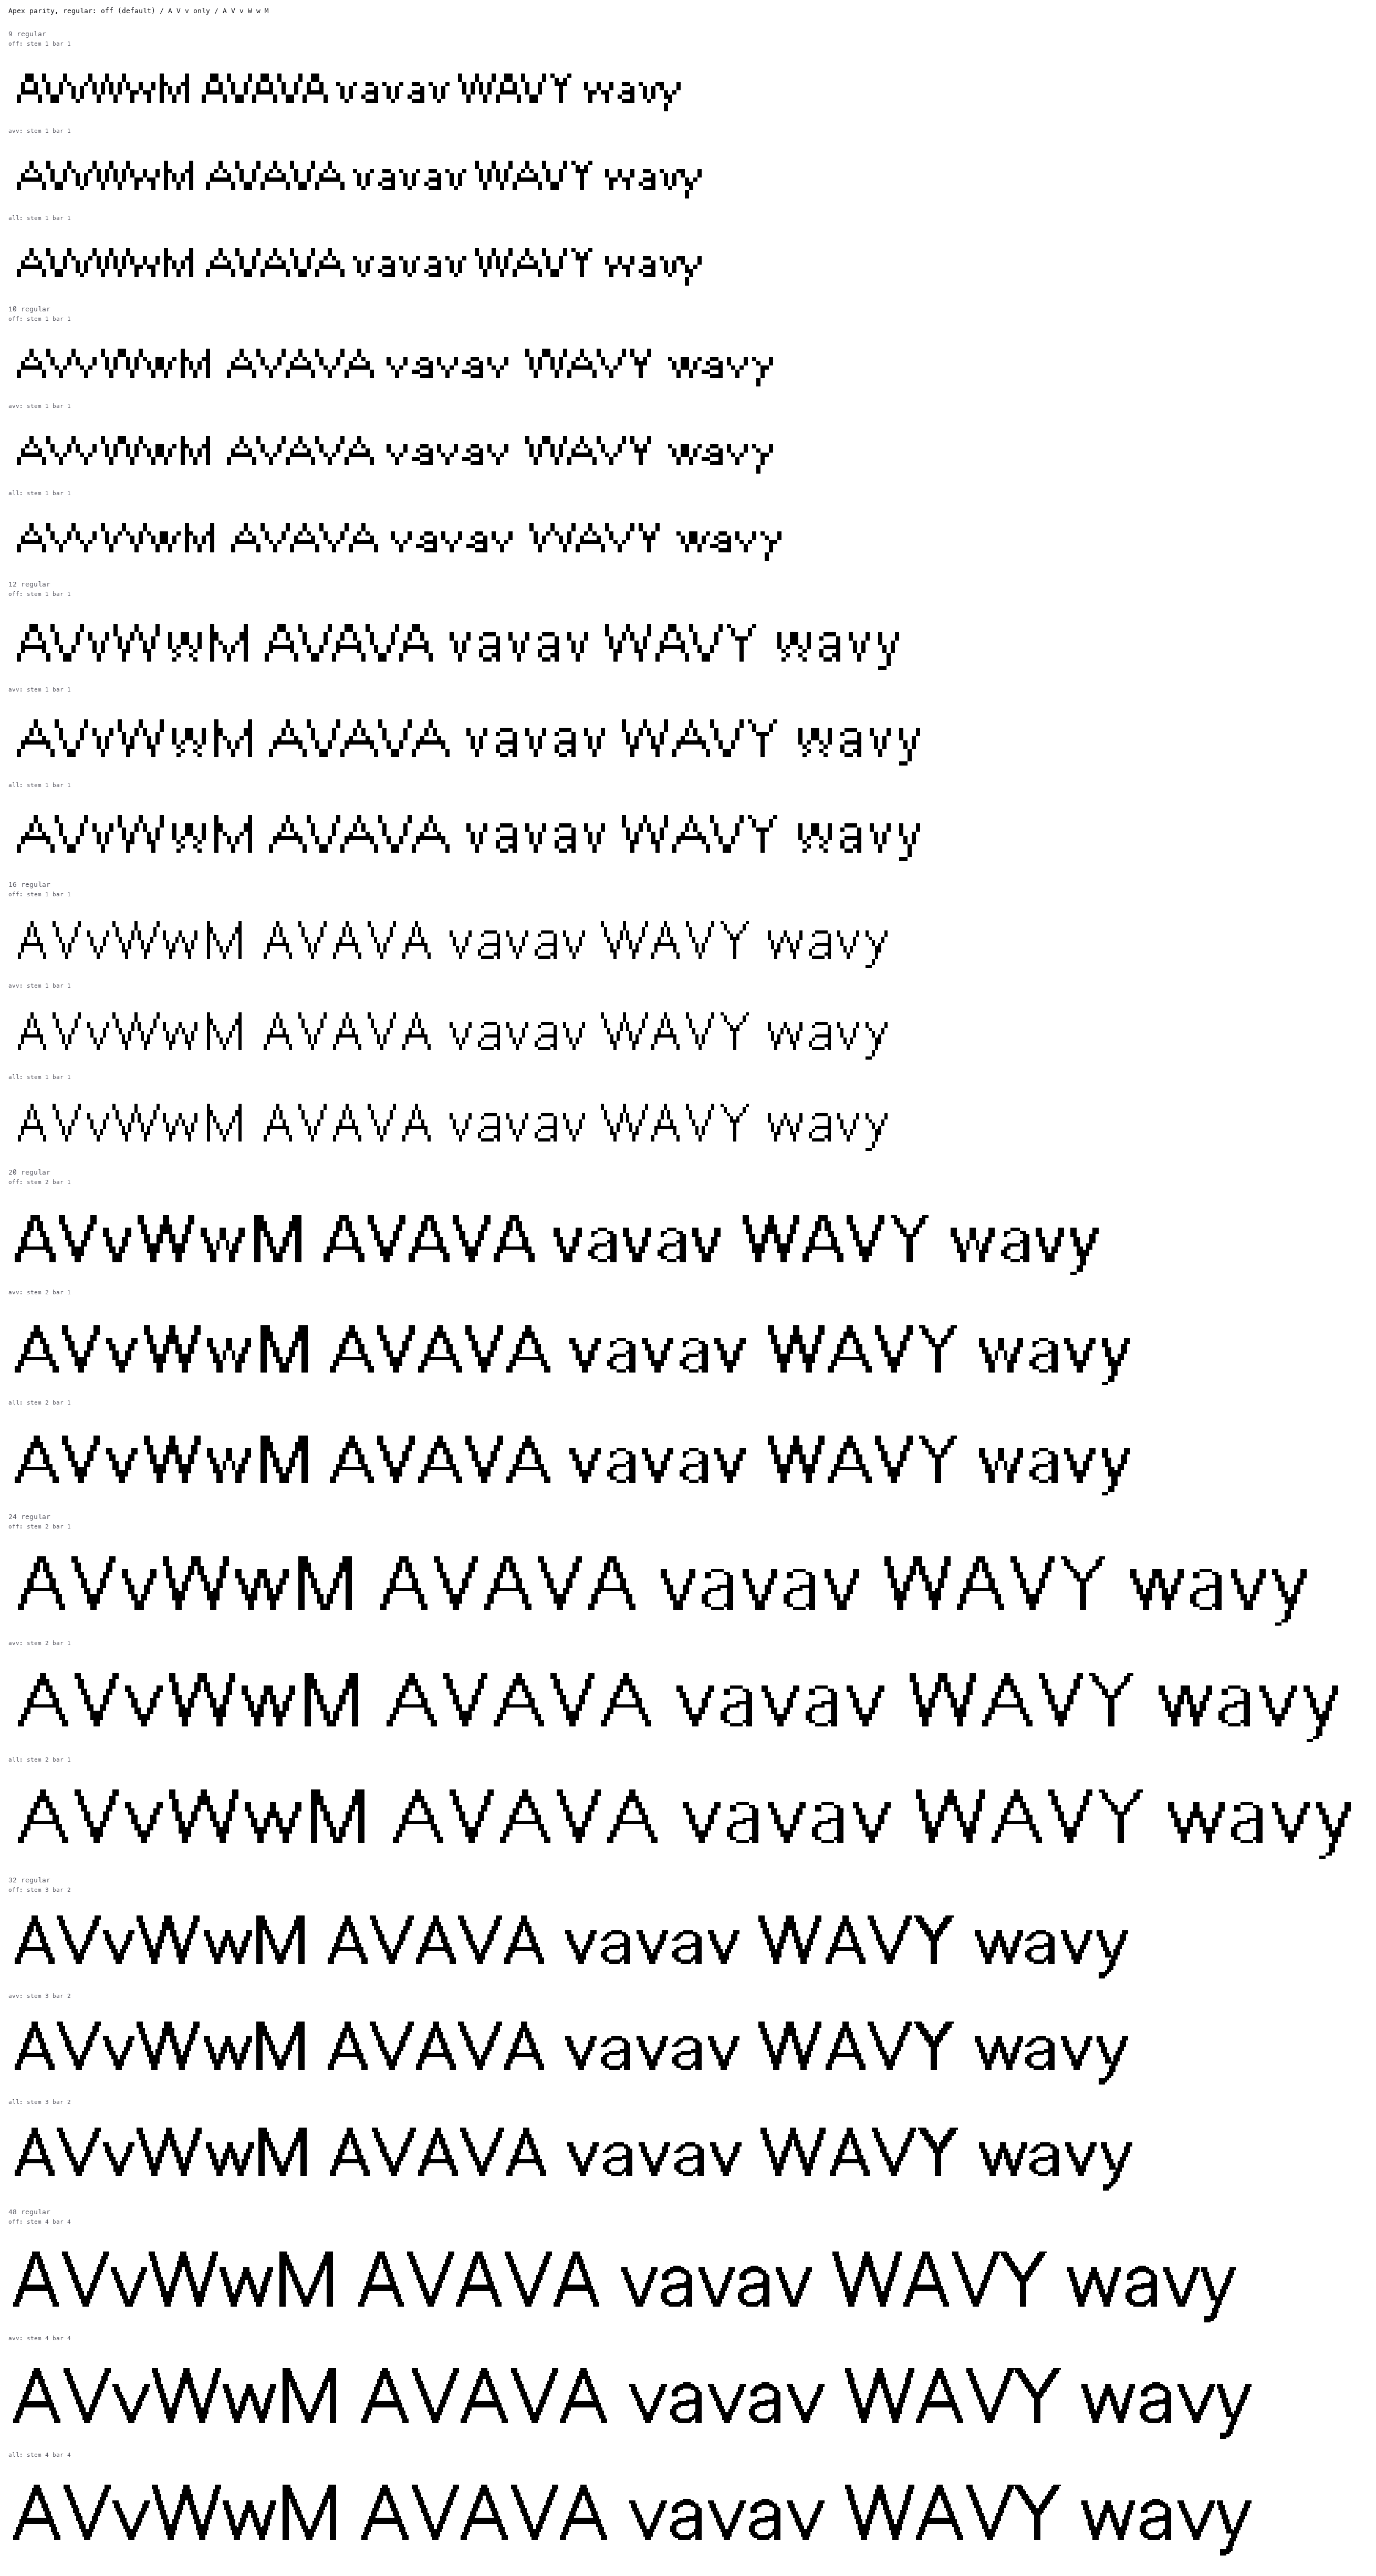 Apex parity, regular: off (default) / A V v only / A V v W w M
9 regular
off: stem 1 bar 1
AVvWwM AVAVA vavav WAVY wavy
avv: stem 1 bar 1
AVvWwM AVAVA vavav WAVY wavy
all: stem 1 bar 1
AVvWwM AVAVA vavav WAVY wavy
10 regular
off: stem 1 bar 1
AVvWwM AVAVA vavav WAVY wavy
avv: stem 1 bar 1
AVvWwM AVAVA vavav WAVY wavy
all: stem 1 bar 1
AVvWwM AVAVA vavav WAVY wavy
12 regular
off: stem 1 bar 1
AVvWwM AVAVA vavav WAVY wavy
avv: stem 1 bar 1
AVvWwM AVAVA vavav WAVY wavy
all: stem 1 bar 1
AVvWwM AVAVA vavav WAVY wavy
16 regular
off: stem 1 bar 1
AVvWwM AVAVA vavav WAVY wavy
avv: stem 1 bar 1
AVvWwM AVAVA vavav WAVY wavy
all: stem 1 bar 1
AVvWwM AVAVA vavav WAVY wavy
20 regular
off: stem 2 bar 1
AVvWwM AVAVA vavav WAVY wavy
avv: stem 2 bar 1
AVvWwM AVAVA vavav WAVY wavy
all: stem 2 bar 1
AVvWwM AVAVA vavav WAVY wavy
24 regular
off: stem 2 bar 1
AVvWwM AVAVA vavav WAVY wavy
avv: stem 2 bar 1
AVvWwM AVAVA vavav WAVY wavy
all: stem 2 bar 1
AVvWwM AVAVA vavav WAVY wavy
32 regular
off: stem 3 bar 2
AVvWwM AVAVA vavav WAVY wavy
avv: stem 3 bar 2
AVvWwM AVAVA vavav WAVY wavy
all: stem 3 bar 2
AVvWwM AVAVA vavav WAVY wavy
48 regular
off: stem 4 bar 4
AVvWwM AVAVA vavav WAVY wavy
avv: stem 4 bar 4
AVvWwM AVAVA vavav WAVY wavy
all: stem 4 bar 4
AVvWwM AVAVA vavav WAVY wavy